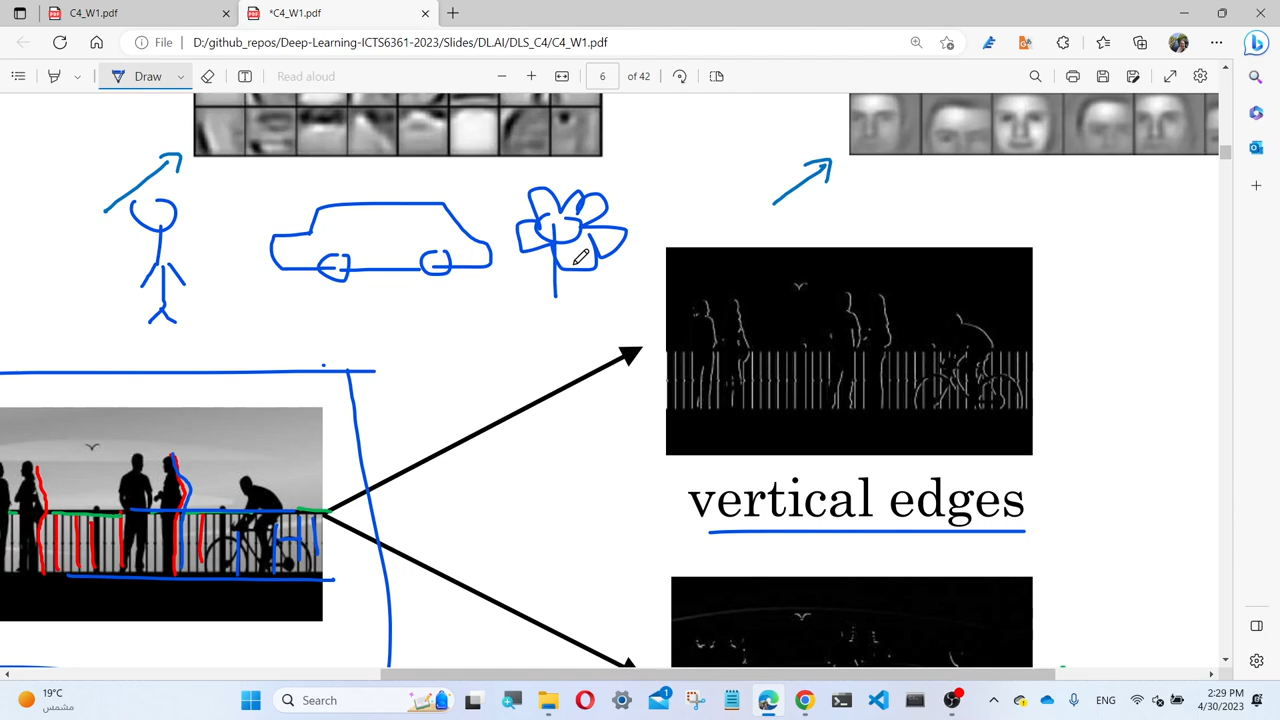 C4_W1.pdf
*C4_W1.pdf
File
D:/github_repos/Deep-Learning-ICTS6361-2023/Slides/DL.AI/DLS_C4/C4_W1.pdf
Draw
Read aloud
6
of 42
vertical edges
19°C
مشمس
Search
1
ENG
2:29 PM
4/30/2023